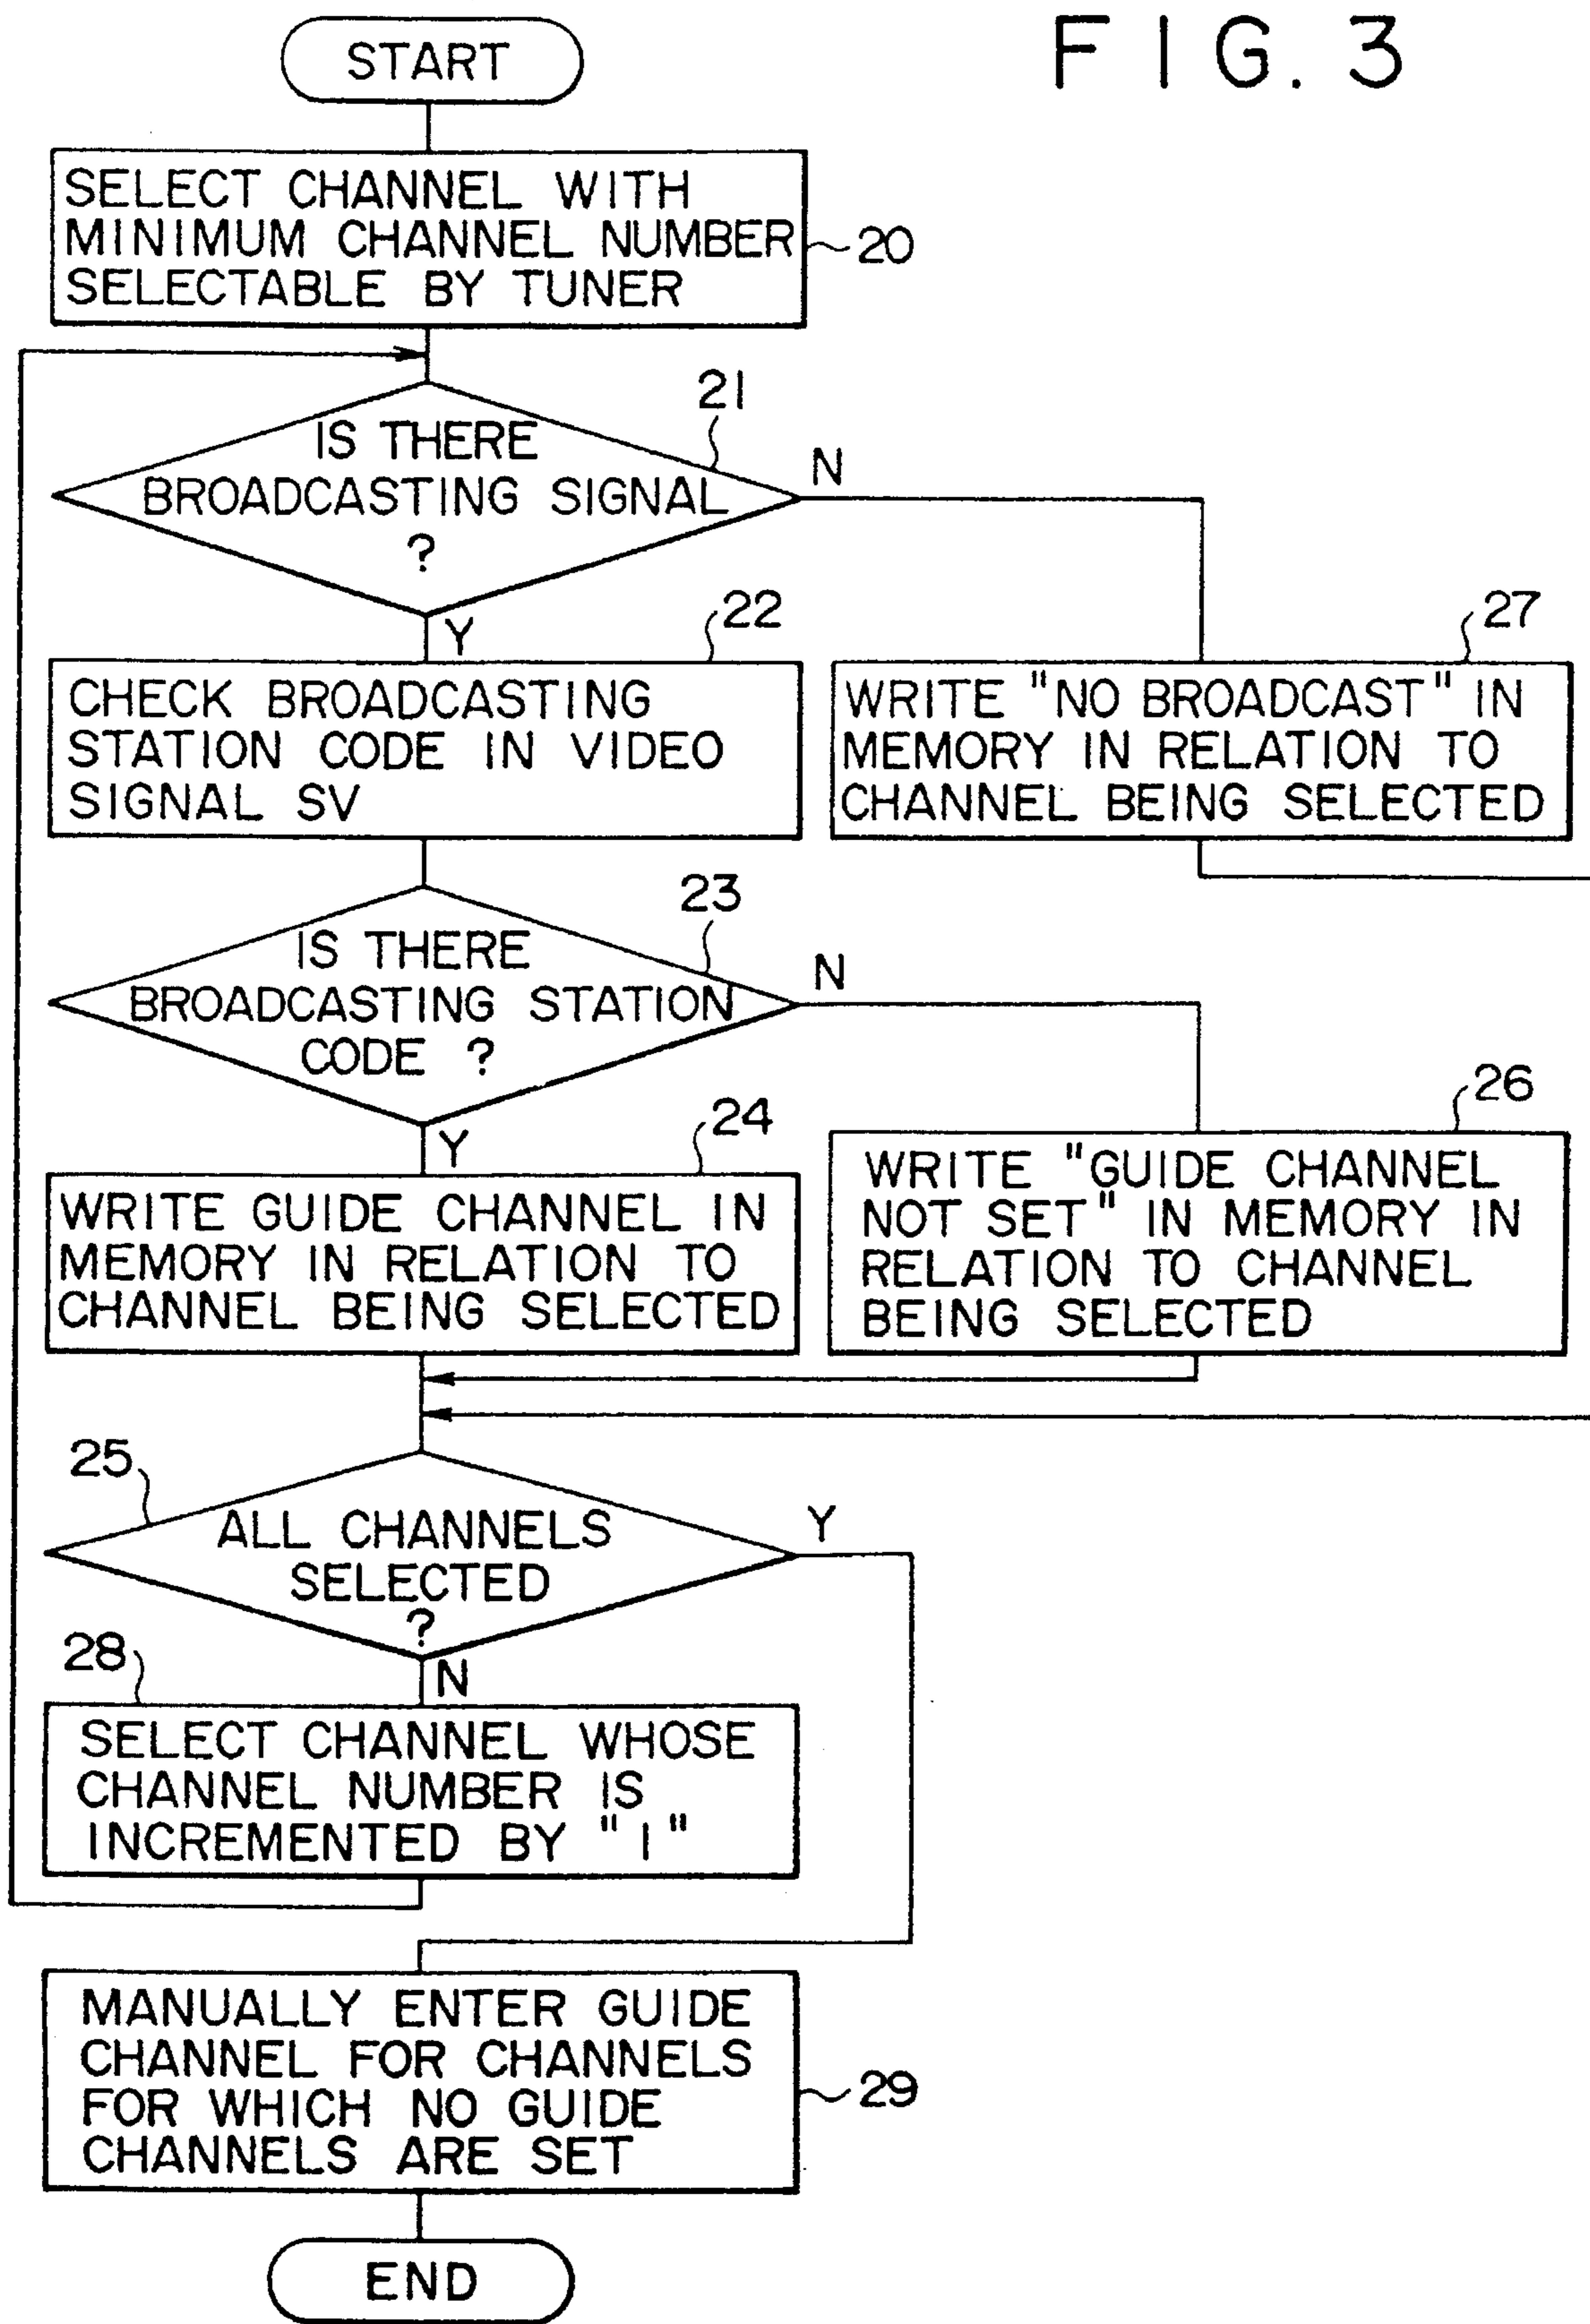 FIG. 3
START
SELECT CHANNEL WITH
MINIMUM CHANNEL NUMBER
SELECTABLE BY TUNER
20
21
IS THERE
BROADCASTING SIGNAL
?
N
Y
22
CHECK BROADCASTING
STATION CODE IN VIDEO
SIGNAL SV
27
WRITE "NO BROADCAST" IN
MEMORY IN RELATION TO
CHANNEL BEING SELECTED
23
IS THERE
BROADCASTING STATION
CODE ?
N
Y
24
WRITE GUIDE CHANNEL IN
MEMORY IN RELATION TO
CHANNEL BEING SELECTED
26
WRITE "GUIDE CHANNEL
NOT SET" IN MEMORY IN
RELATION TO CHANNEL
BEING SELECTED
25
ALL CHANNELS
SELECTED
?
Y
N
28
SELECT CHANNEL WHOSE
CHANNEL NUMBER IS
INCREMENTED BY "1"
MANUALLY ENTER GUIDE
CHANNEL FOR CHANNELS
FOR WHICH NO GUIDE
CHANNELS ARE SET
29
END